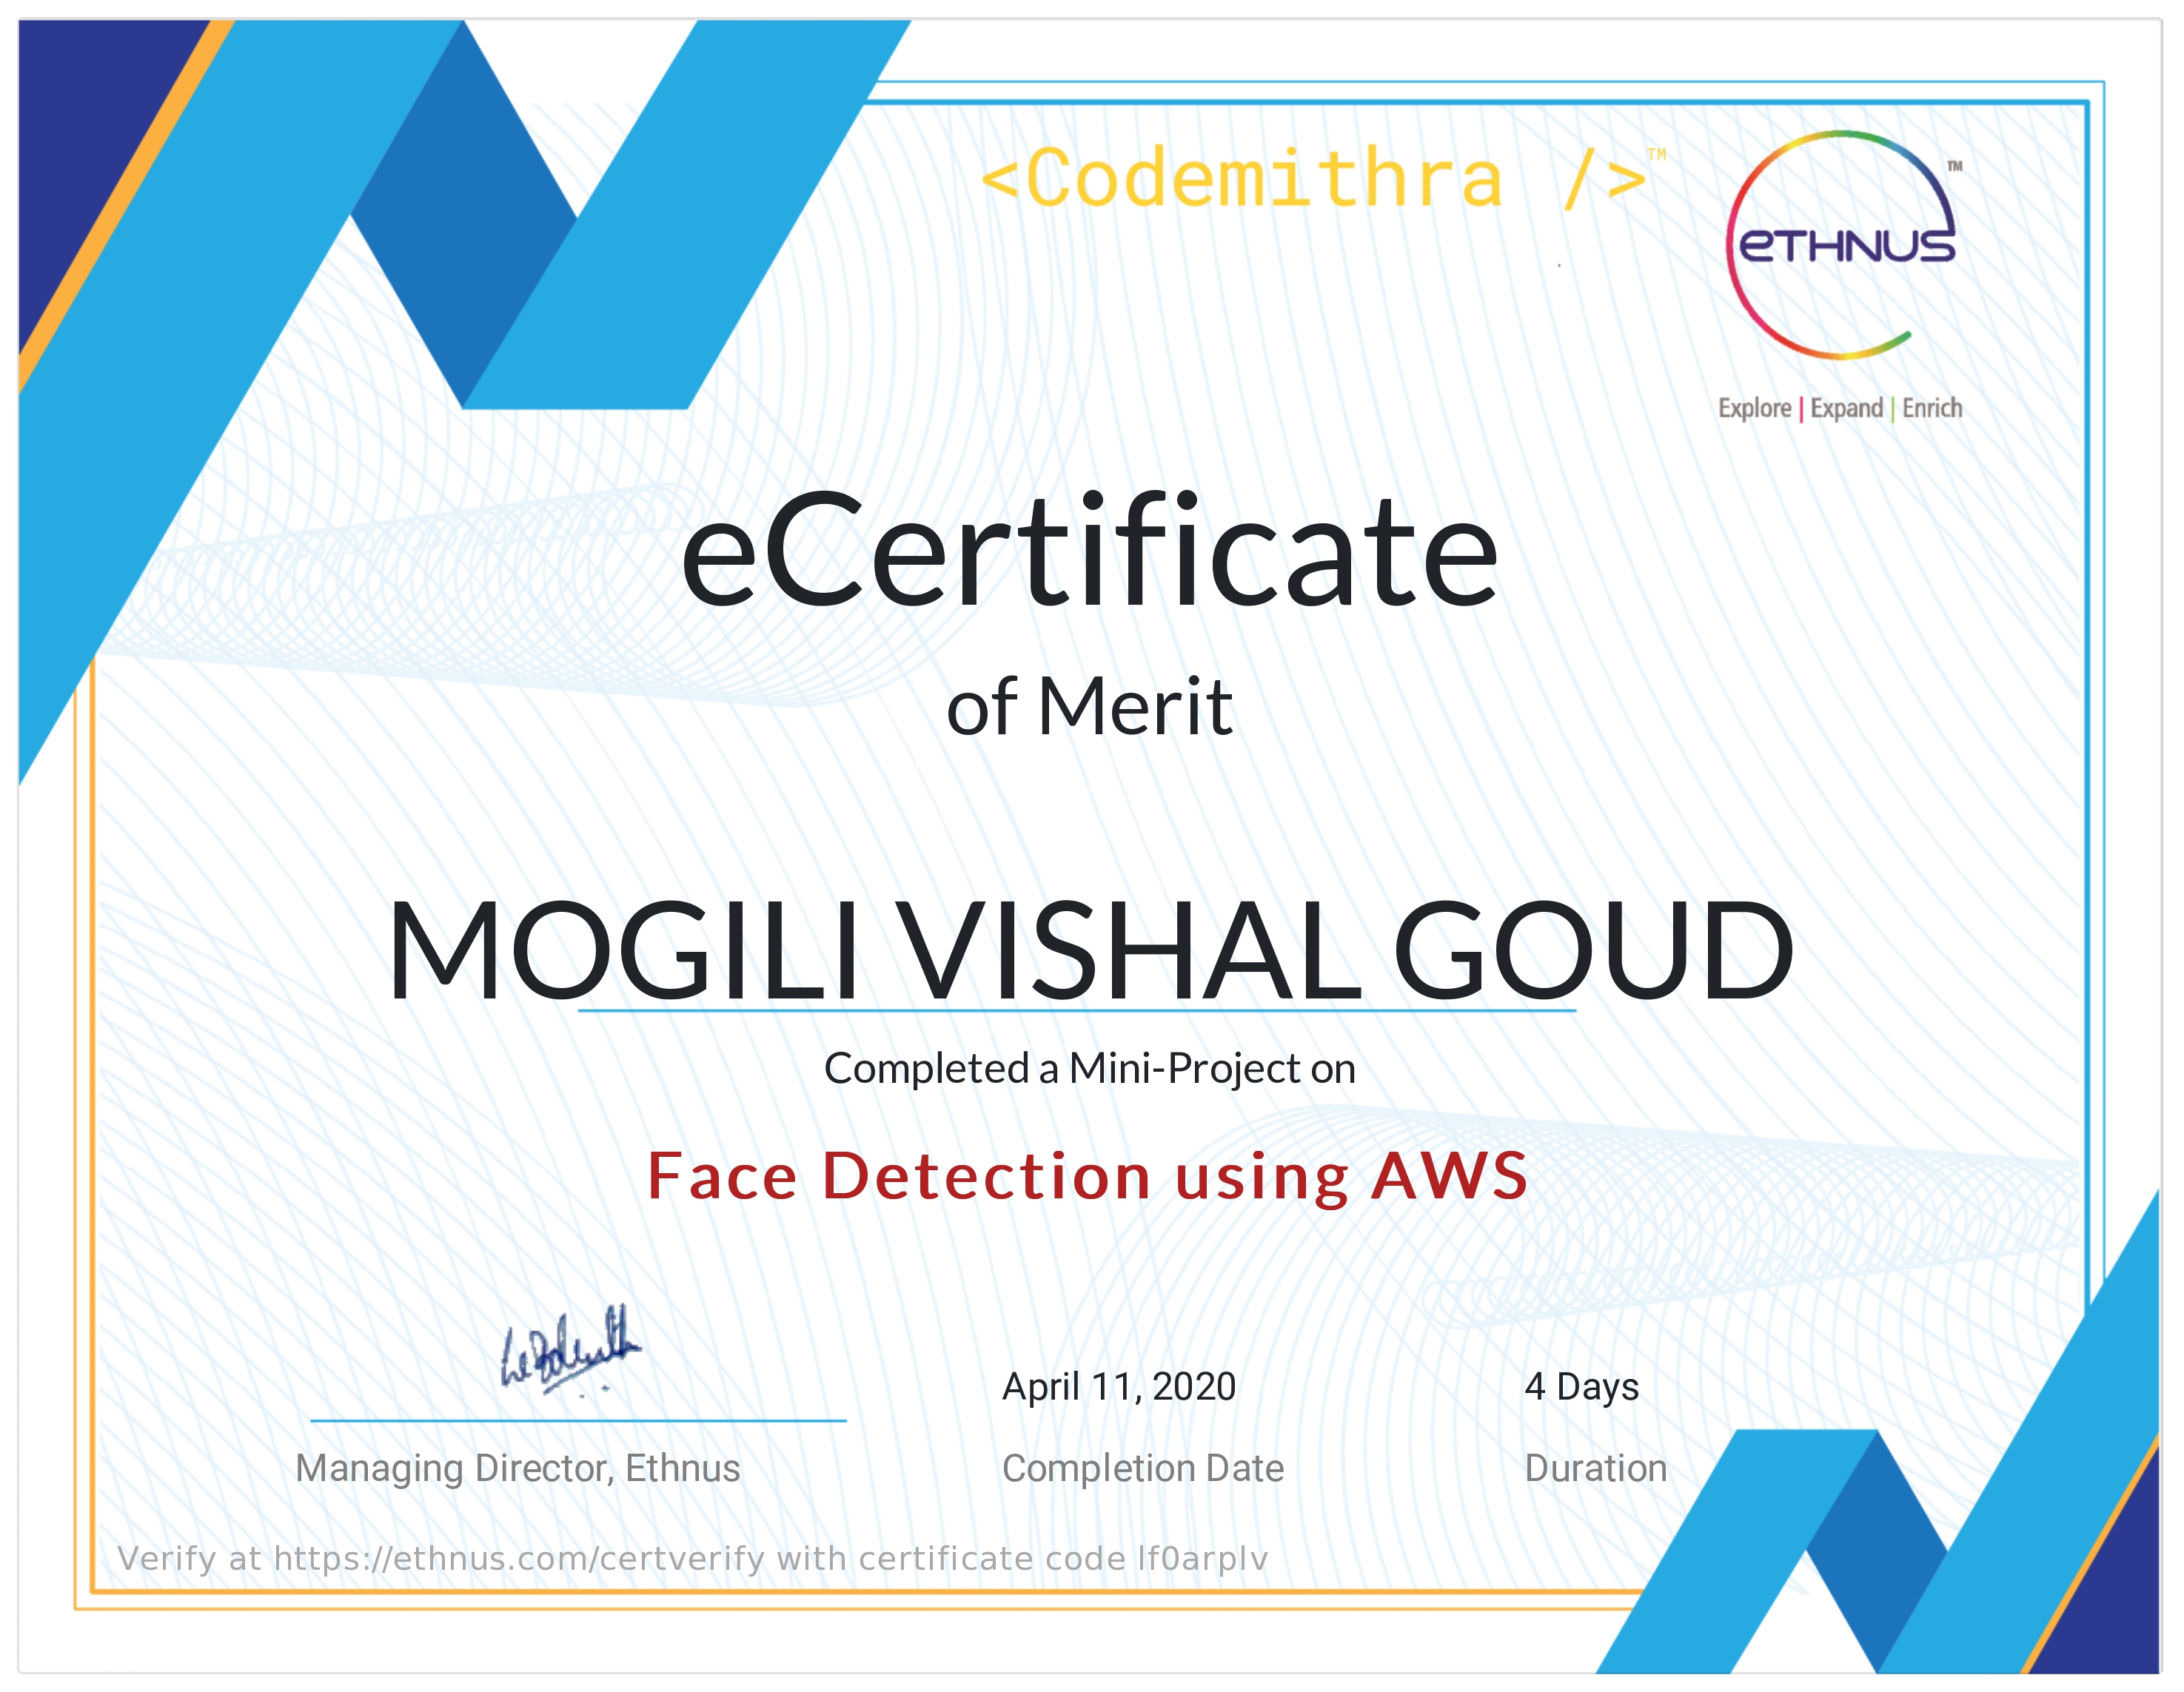 <Codemithra />™
eTHNUS™
Explore | Expand | Enrich
eCertificate
of Merit
MOGILI VISHAL GOUD
Completed a Mini-Project on
Face Detection using AWS
April 11, 2020
4 Days
Managing Director, Ethnus
Completion Date
Duration
Verify at https://ethnus.com/certverify with certificate code lf0arplv